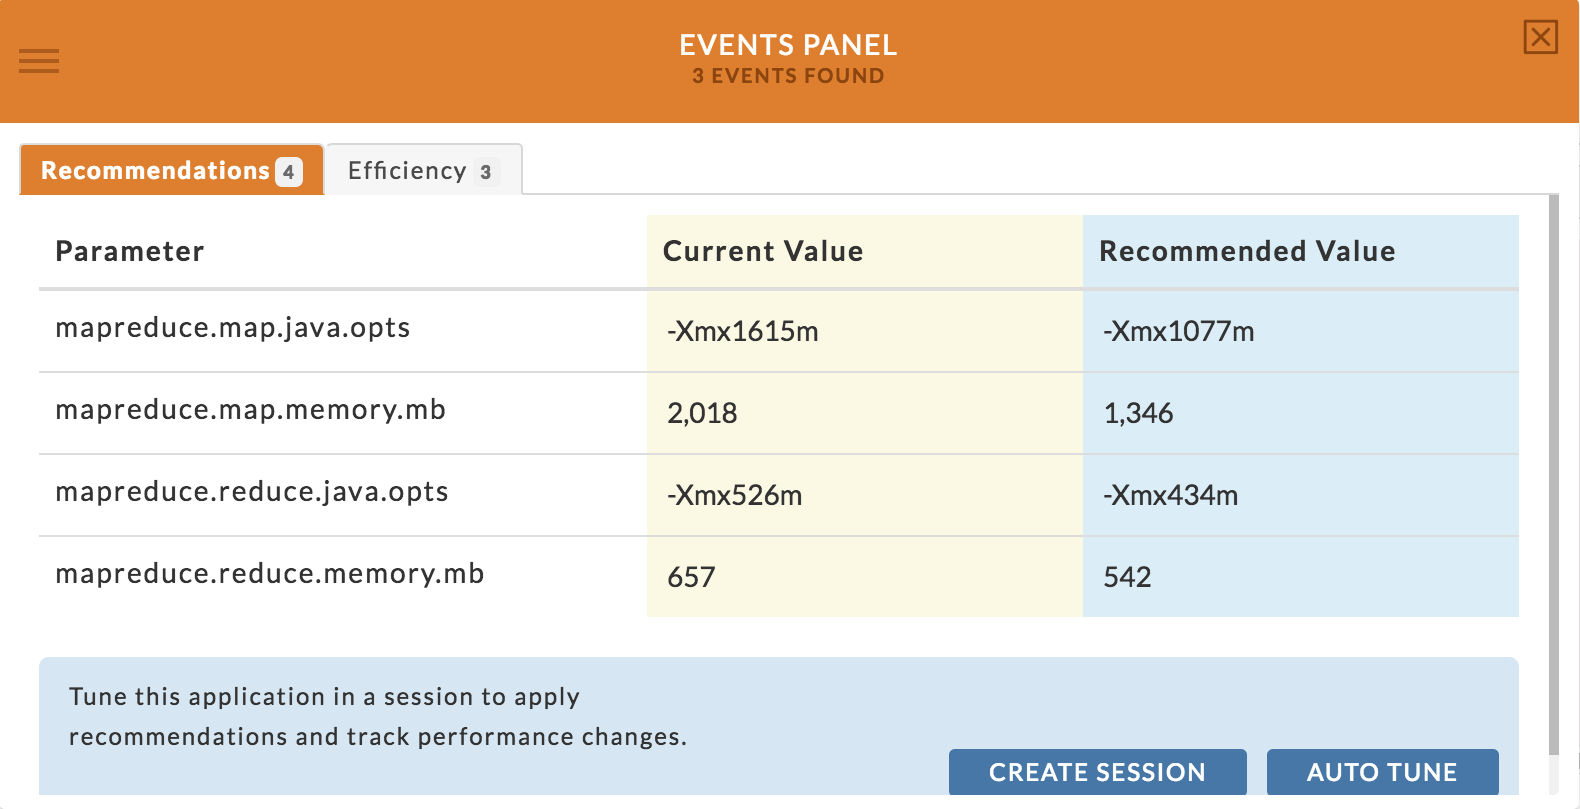 EVENTS PANEL
3 EVENTS FOUND
Recommendations 4 Efficiency 3
Parameter Current Value Recommended Value
mapreduce.map.java.opts -Xmx1615m -Xmx1077m
mapreduce.map.memory.mb 2,018 1,346
mapreduce.reduce.java.opts -Xmx526m -Xmx434m
mapreduce.reduce.memory.mb 657 542
Tune this application in a session to apply
recommendations and track performance changes.
CREATE SESSION AUTO TUNE